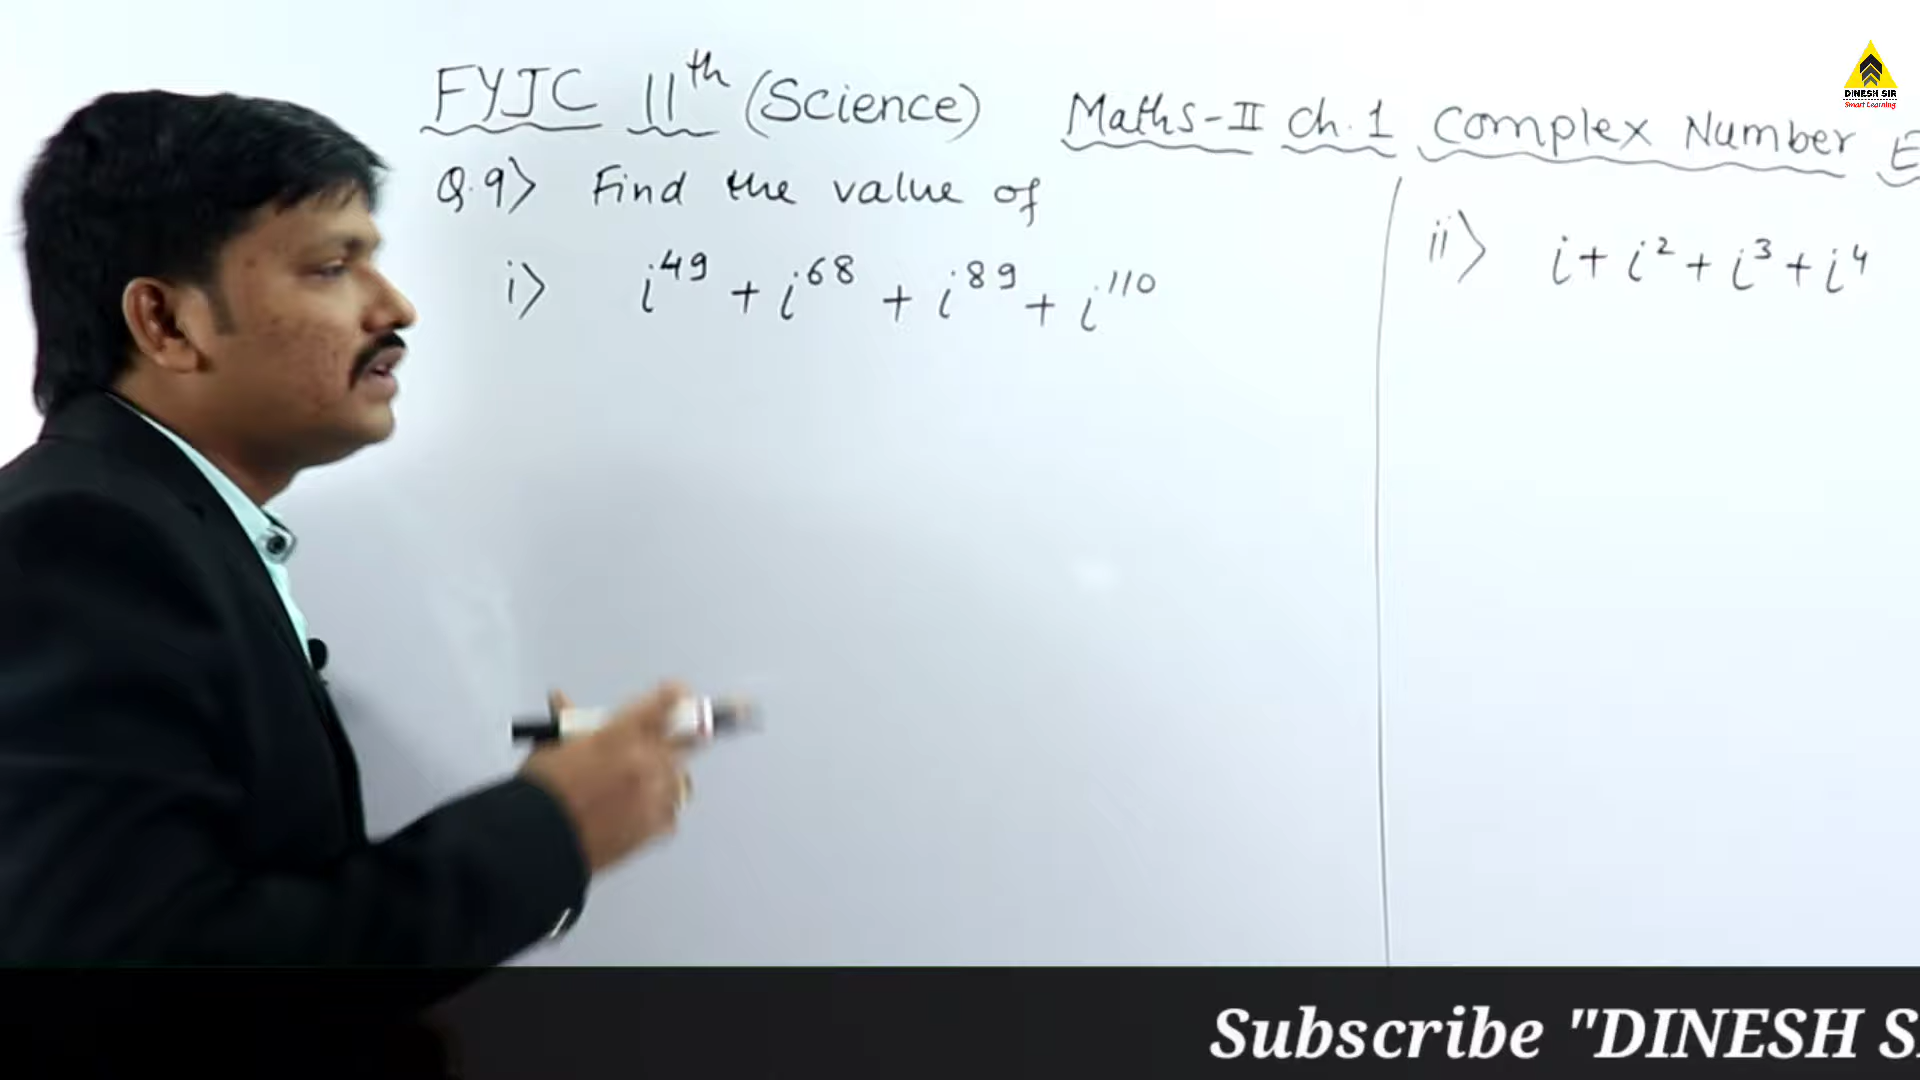 FYJC 11th (Science) Maths-II Ch.1 Complex Number E
Q.9> Find the value of
i> i^49 + i^68 + i^89 + i^110
ii> i + i^2 + i^3 + i^4
DINESH SIR
Smart Learning
Subscribe "DINESH S